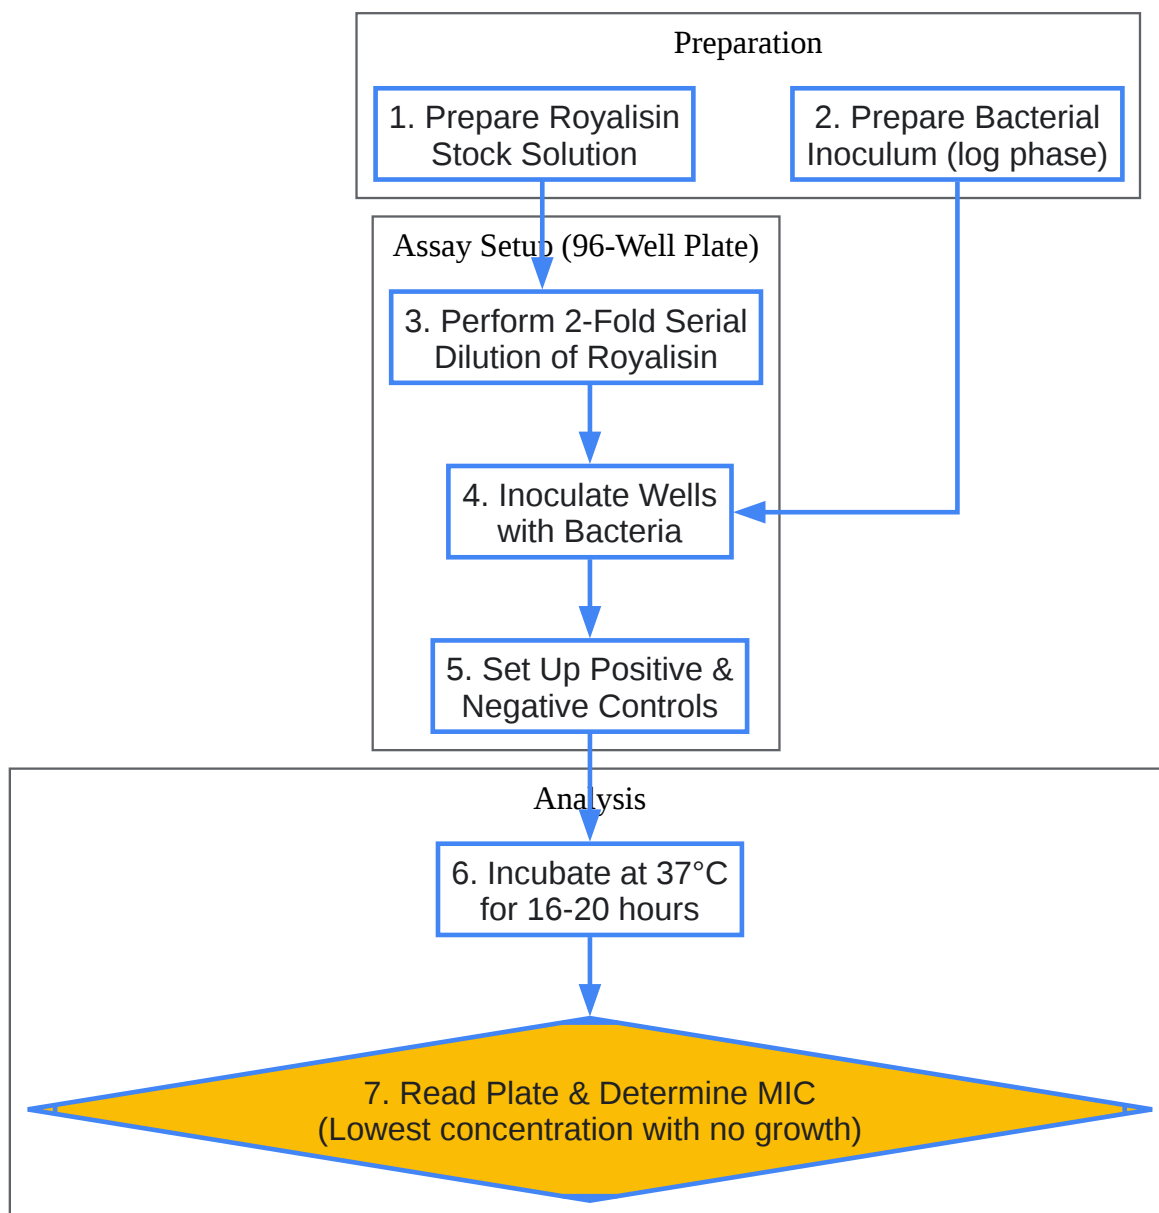 Preparation
1. Prepare Royalisin
Stock Solution
2. Prepare Bacterial
Inoculum (log phase)
Assay Setup (96-Well Plate)
3. Perform 2-Fold Serial
Dilution of Royalisin
4. Inoculate Wells
with Bacteria
5. Set Up Positive &
Negative Controls
Analysis
6. Incubate at 37°C
for 16-20 hours
7. Read Plate & Determine MIC
(Lowest concentration with no growth)